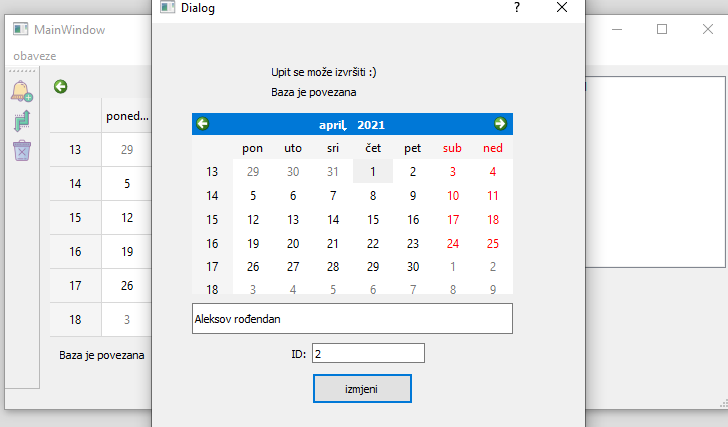 MainWindow
obaveze
poned...
13 29
14 5
15 12
16 19
17 26
18 3
Baza je povezana
Dialog
?
Upit se može izvršiti :)
Baza je povezana
april, 2021
pon uto sri čet pet sub ned
13 29 30 31 1 2 3 4
14 5 6 7 8 9 10 11
15 12 13 14 15 16 17 18
16 19 20 21 22 23 24 25
17 26 27 28 29 30 1 2
18 3 4 5 6 7 8 9
Aleksov rođendan
ID: 2
izmjeni